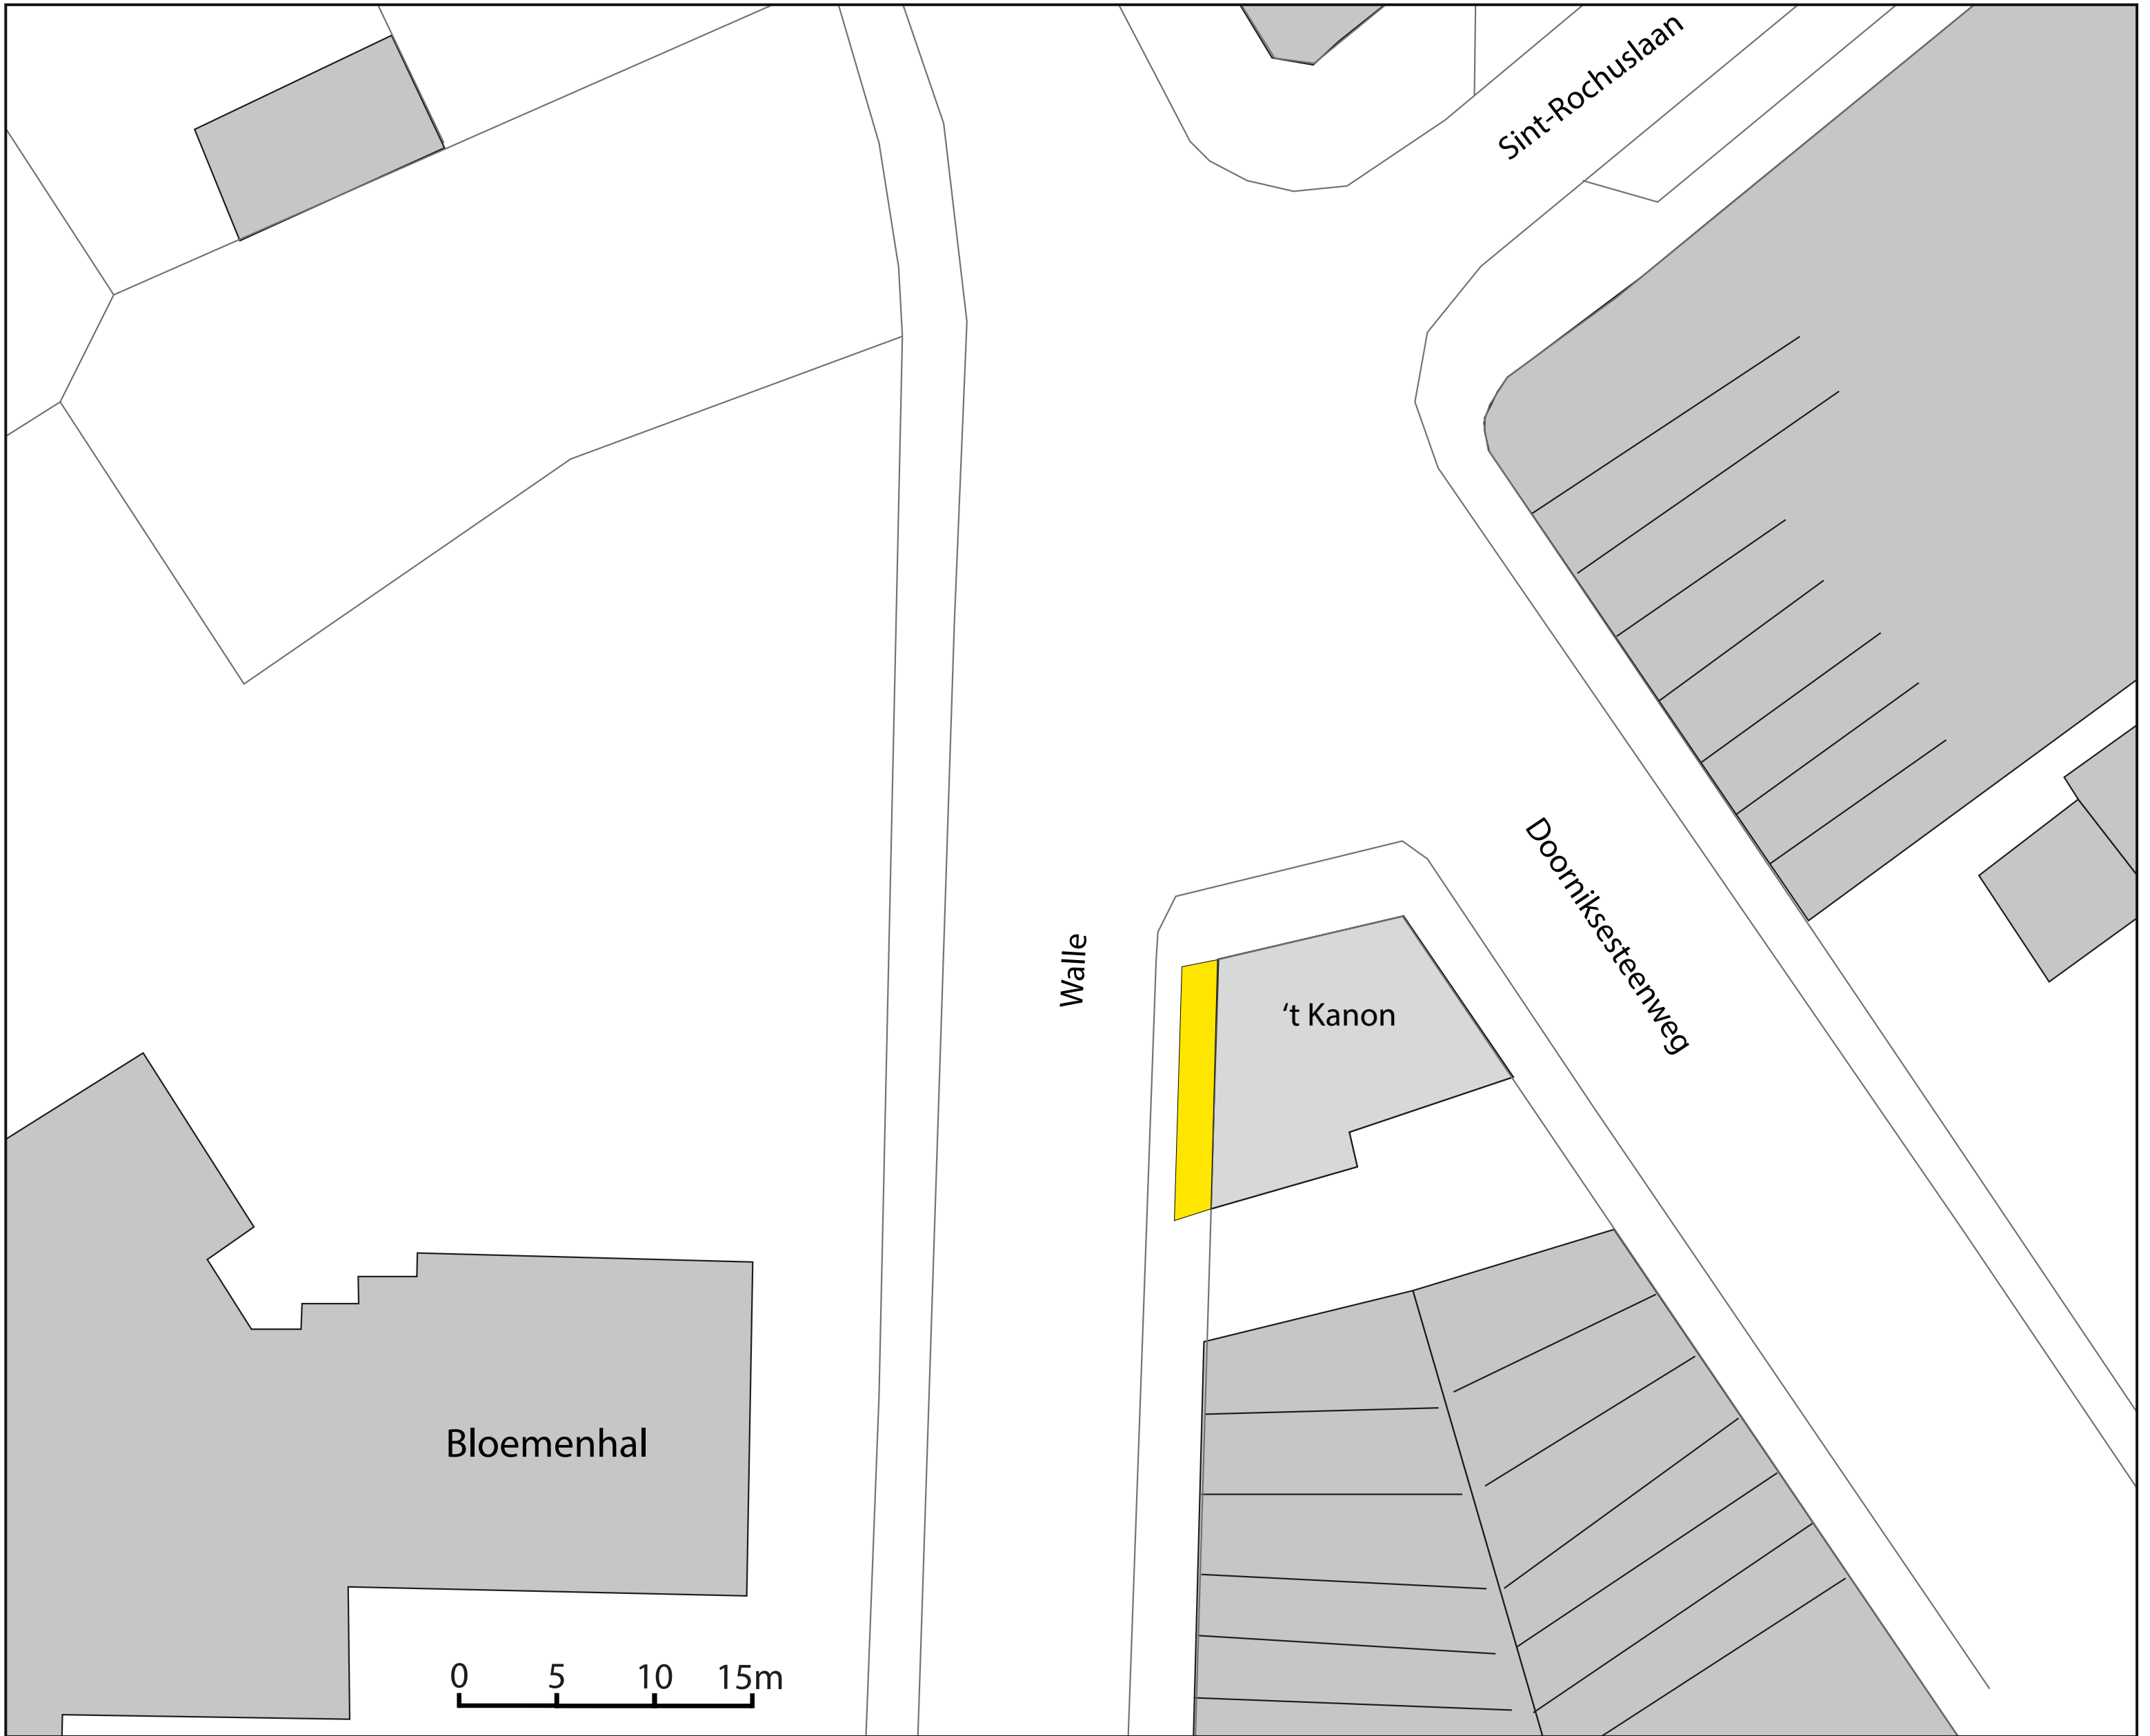 Sint-Rochuslaan
Doorniksesteenweg
Walle
‘t Kanon
Bloemenhal
0 5 10 15m